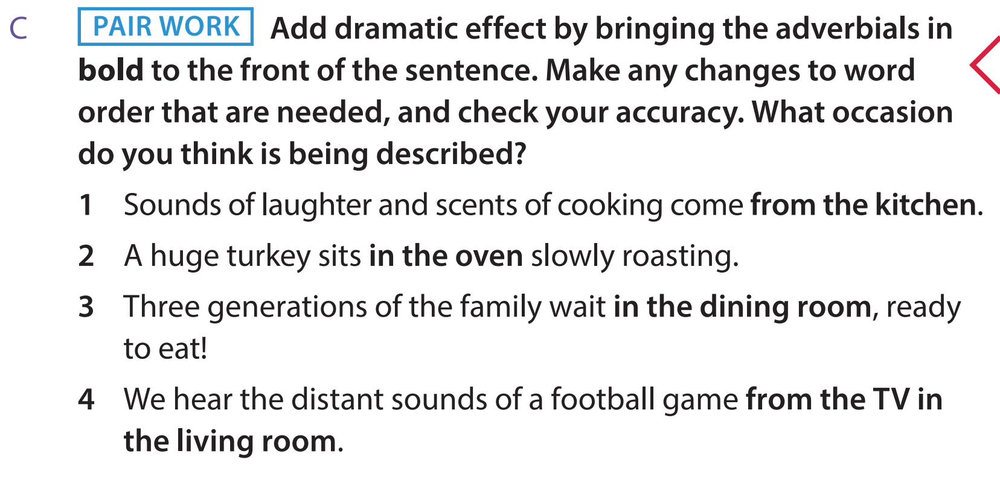 C PAIR WORK Add dramatic effect by bringing the adverbials in
bold to the front of the sentence. Make any changes to word
order that are needed, and check your accuracy. What occasion
do you think is being described?
1 Sounds of laughter and scents of cooking come from the kitchen.
2 A huge turkey sits in the oven slowly roasting.
3 Three generations of the family wait in the dining room, ready
to eat!
4 We hear the distant sounds of a football game from the TV in
the living room.